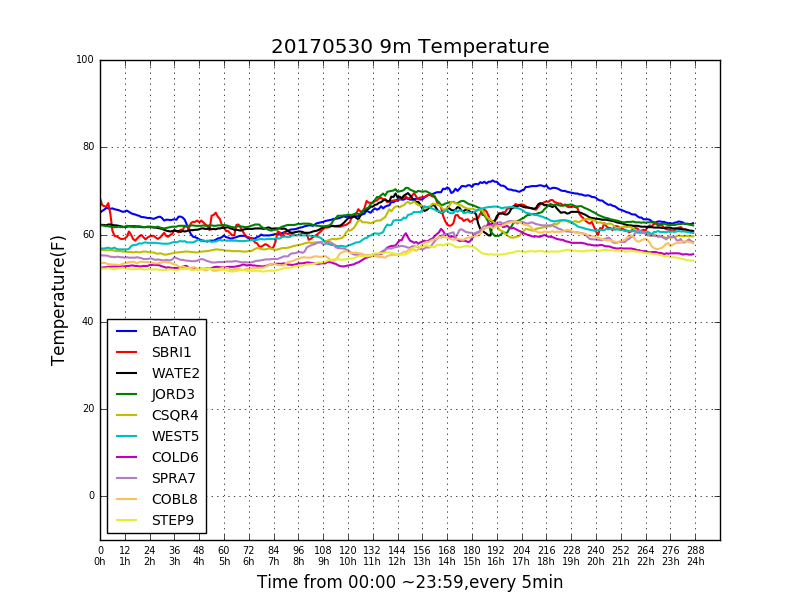 20170530 9m Temperature
100
80
60
40
20
0
Temperature(F)
BATA0
SBRI1
WATE2
JORD3
CSQR4
WEST5
COLD6
SPRA7
COBL8
STEP9
0 12 24 36 48 60 72 84 96 108 120 132 144 156 168 180 192 204 216 228 240 252 264 276 288
0h 1h 2h 3h 4h 5h 6h 7h 8h 9h 10h 11h 12h 13h 14h 15h 16h 17h 18h 19h 20h 21h 22h 23h 24h
Time from 00:00 ~23:59,every 5min